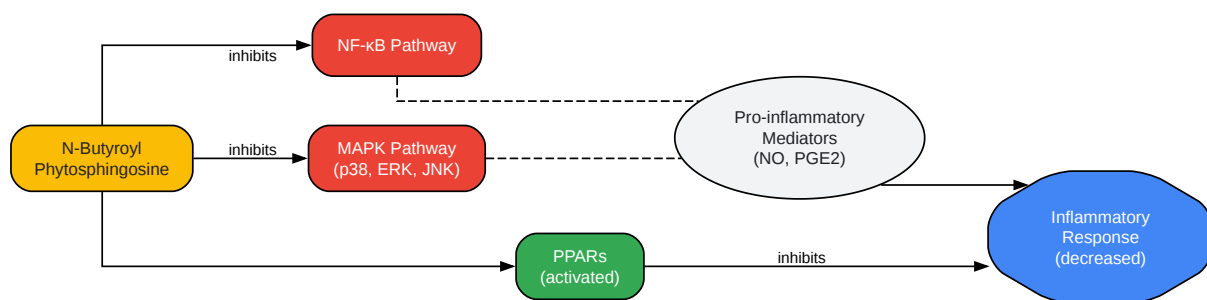 NF-κB Pathway
inhibits
N-Butyroyl
Phytosphingosine
inhibits
MAPK Pathway
(p38, ERK, JNK)
Pro-inflammatory
Mediators
(NO, PGE2)
PPARs
(activated)
inhibits
Inflammatory
Response
(decreased)